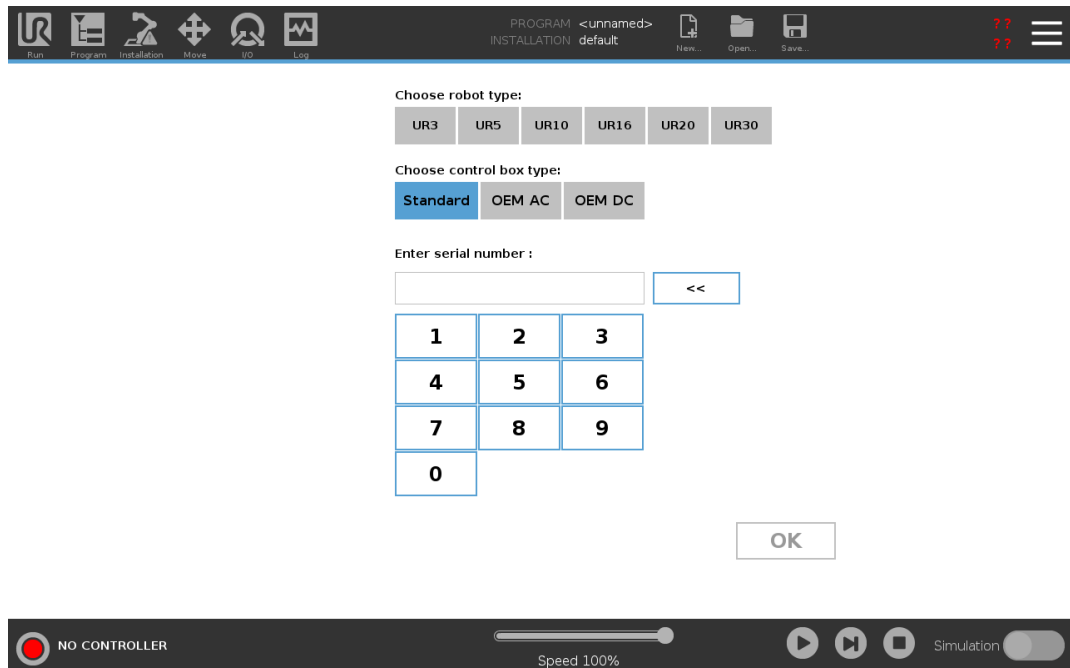 PROGRAM <unnamed>
INSTALLATION default
Run Program Installation Move I/O Log New... Open... Save...
? ?
? ?
Choose robot type:
UR3 UR5 UR10 UR16 UR20 UR30
Choose control box type:
Standard OEM AC OEM DC
Enter serial number :
<<
1 2 3
4 5 6
7 8 9
0
OK
NO CONTROLLER
Speed 100%
Simulation